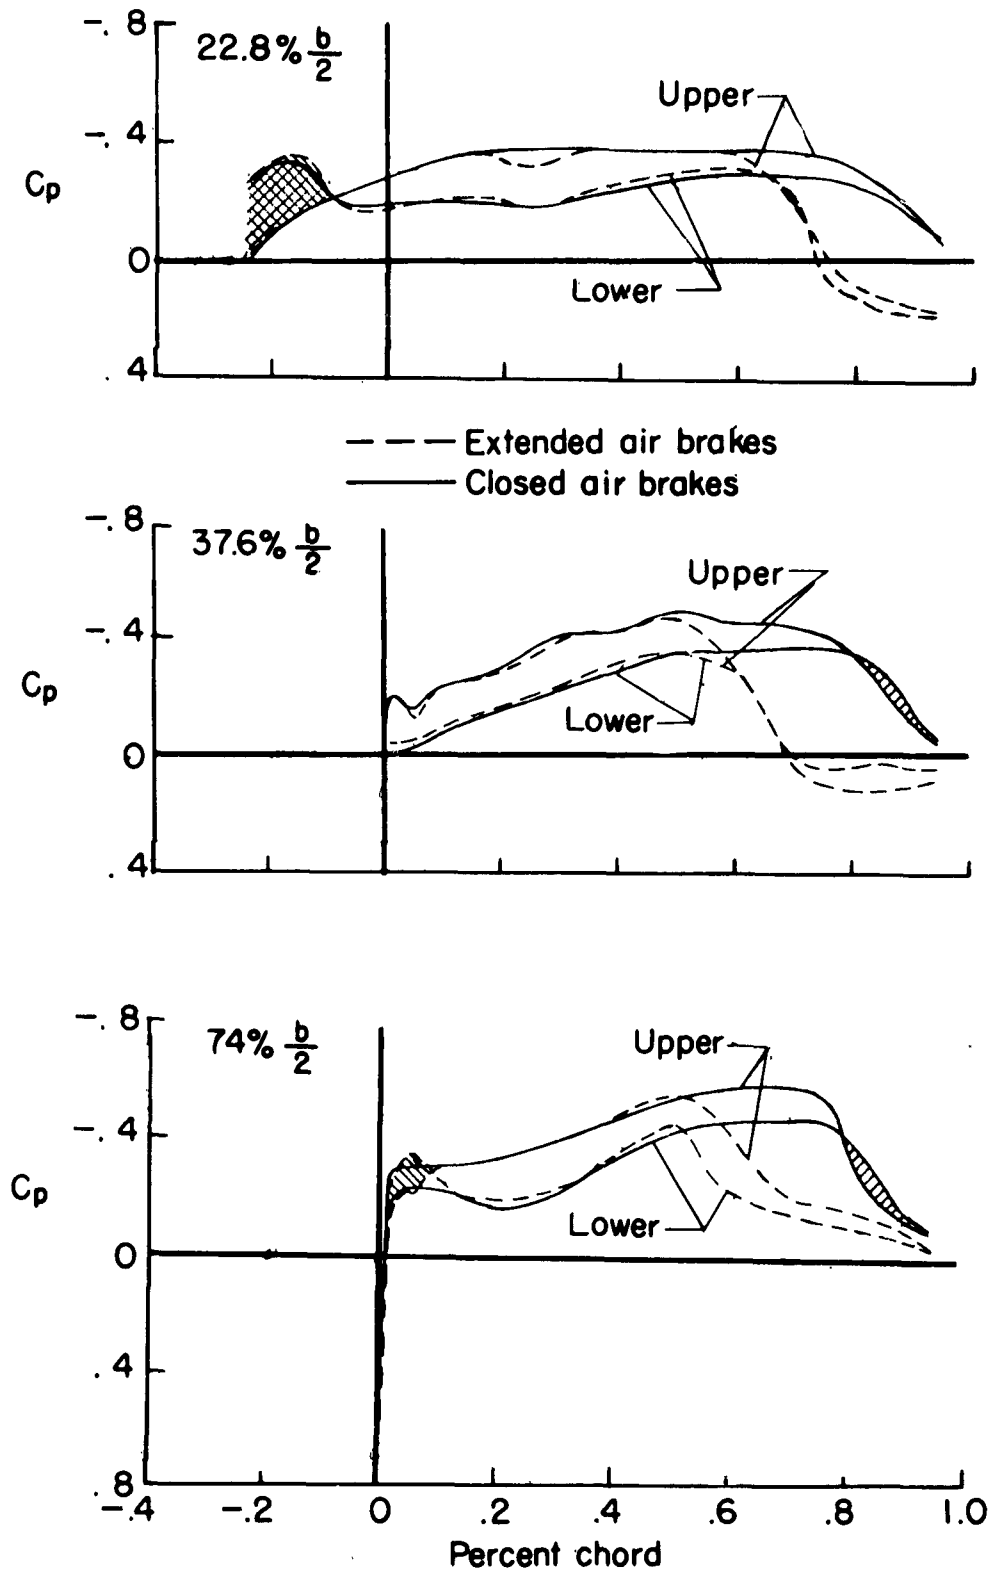 -.8
22.8% b/2
Upper
-.4
Cp
0
Lower
.4
Extended air brakes
Closed air brakes
-.8
37.6% b/2
Upper
-.4
Cp
Lower
0
.4
-.8
74% b/2
Upper
-.4
Cp
Lower
0
.4
.8
-.4 -.2 0 .2 .4 .6 .8 1.0
Percent chord